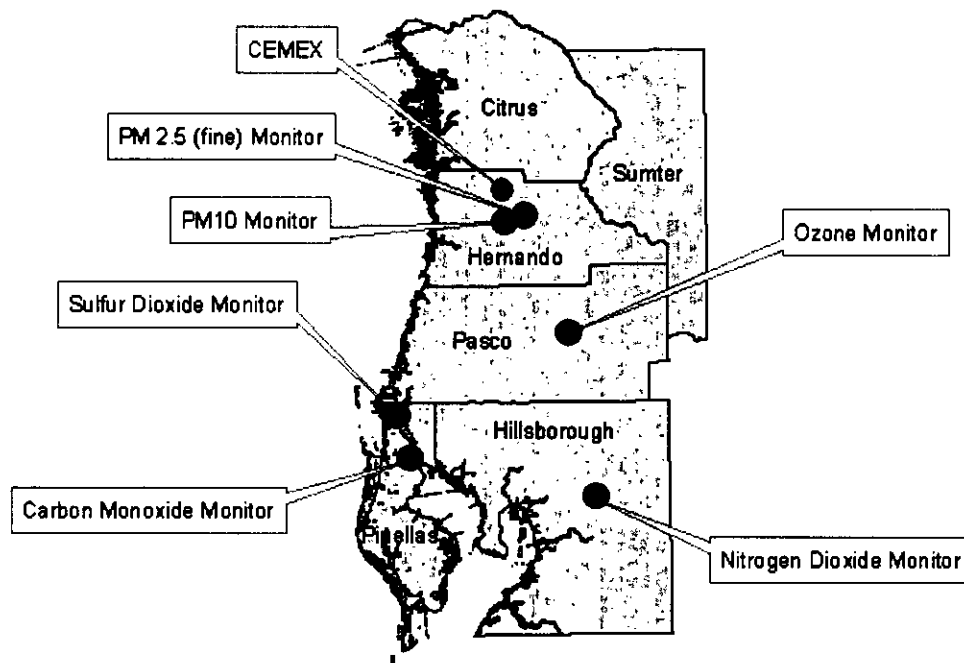 CEMEX
Citrus
PM 2.5 (fine) Monitor
Sumter
PM10 Monitor
Ozone Monitor
Hernando
Sulfur Dioxide Monitor
Pasco
Hillsborough
Carbon Monoxide Monitor
Pinellas
Nitrogen Dioxide Monitor